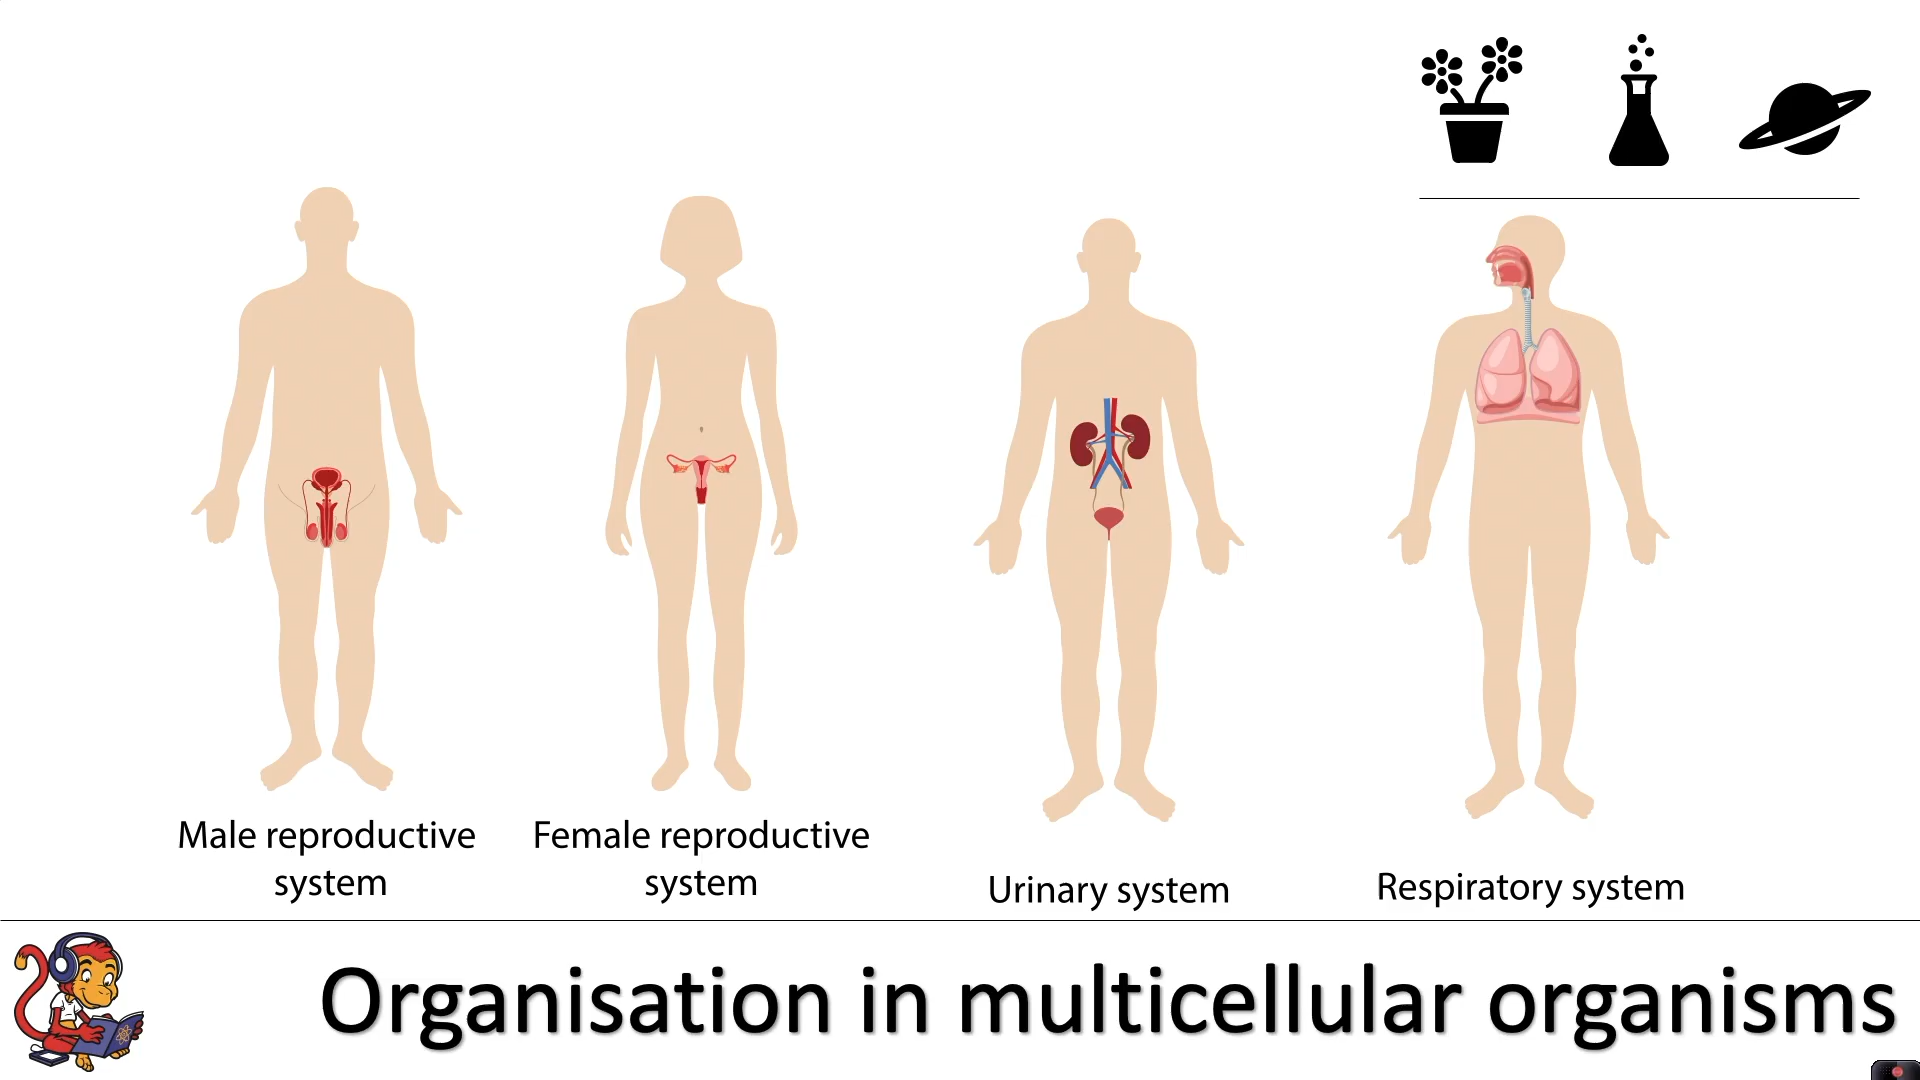 Male reproductive
system
Female reproductive
system
Urinary system
Respiratory system
Organisation in multicellular organisms